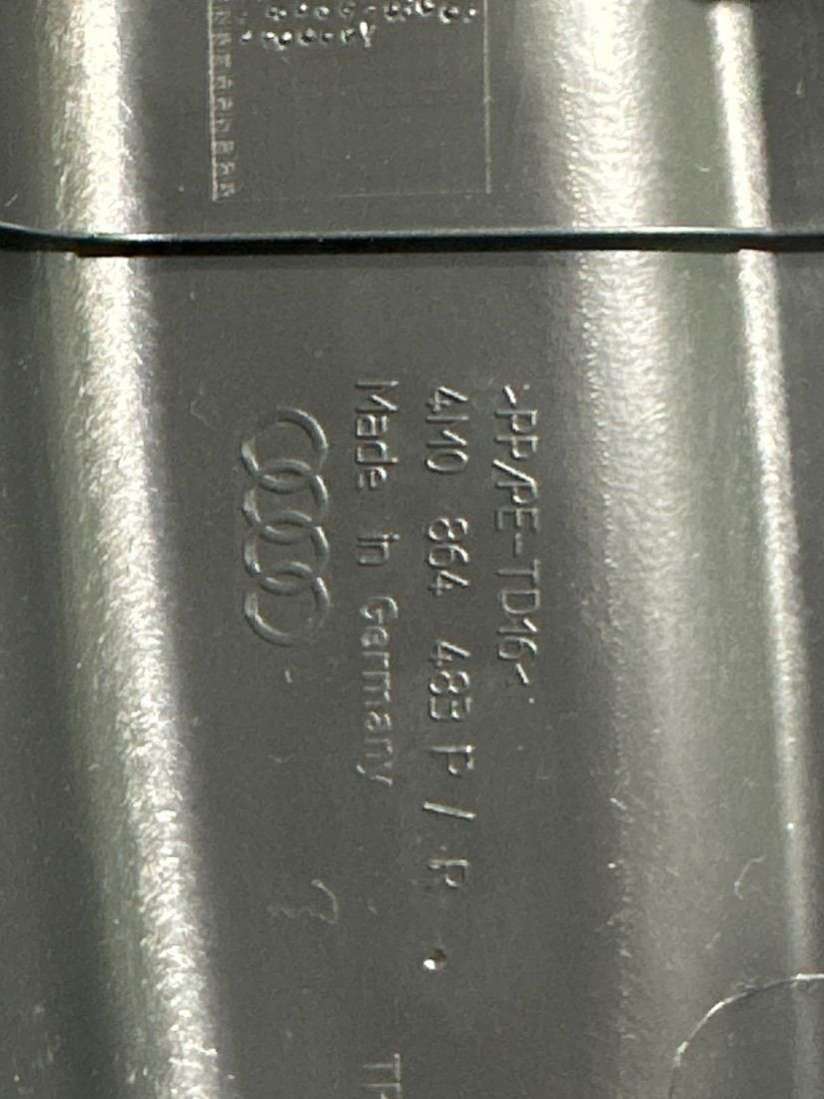 >PP/PE-TD16<
4M0 864 483 P / R
Made in Germany